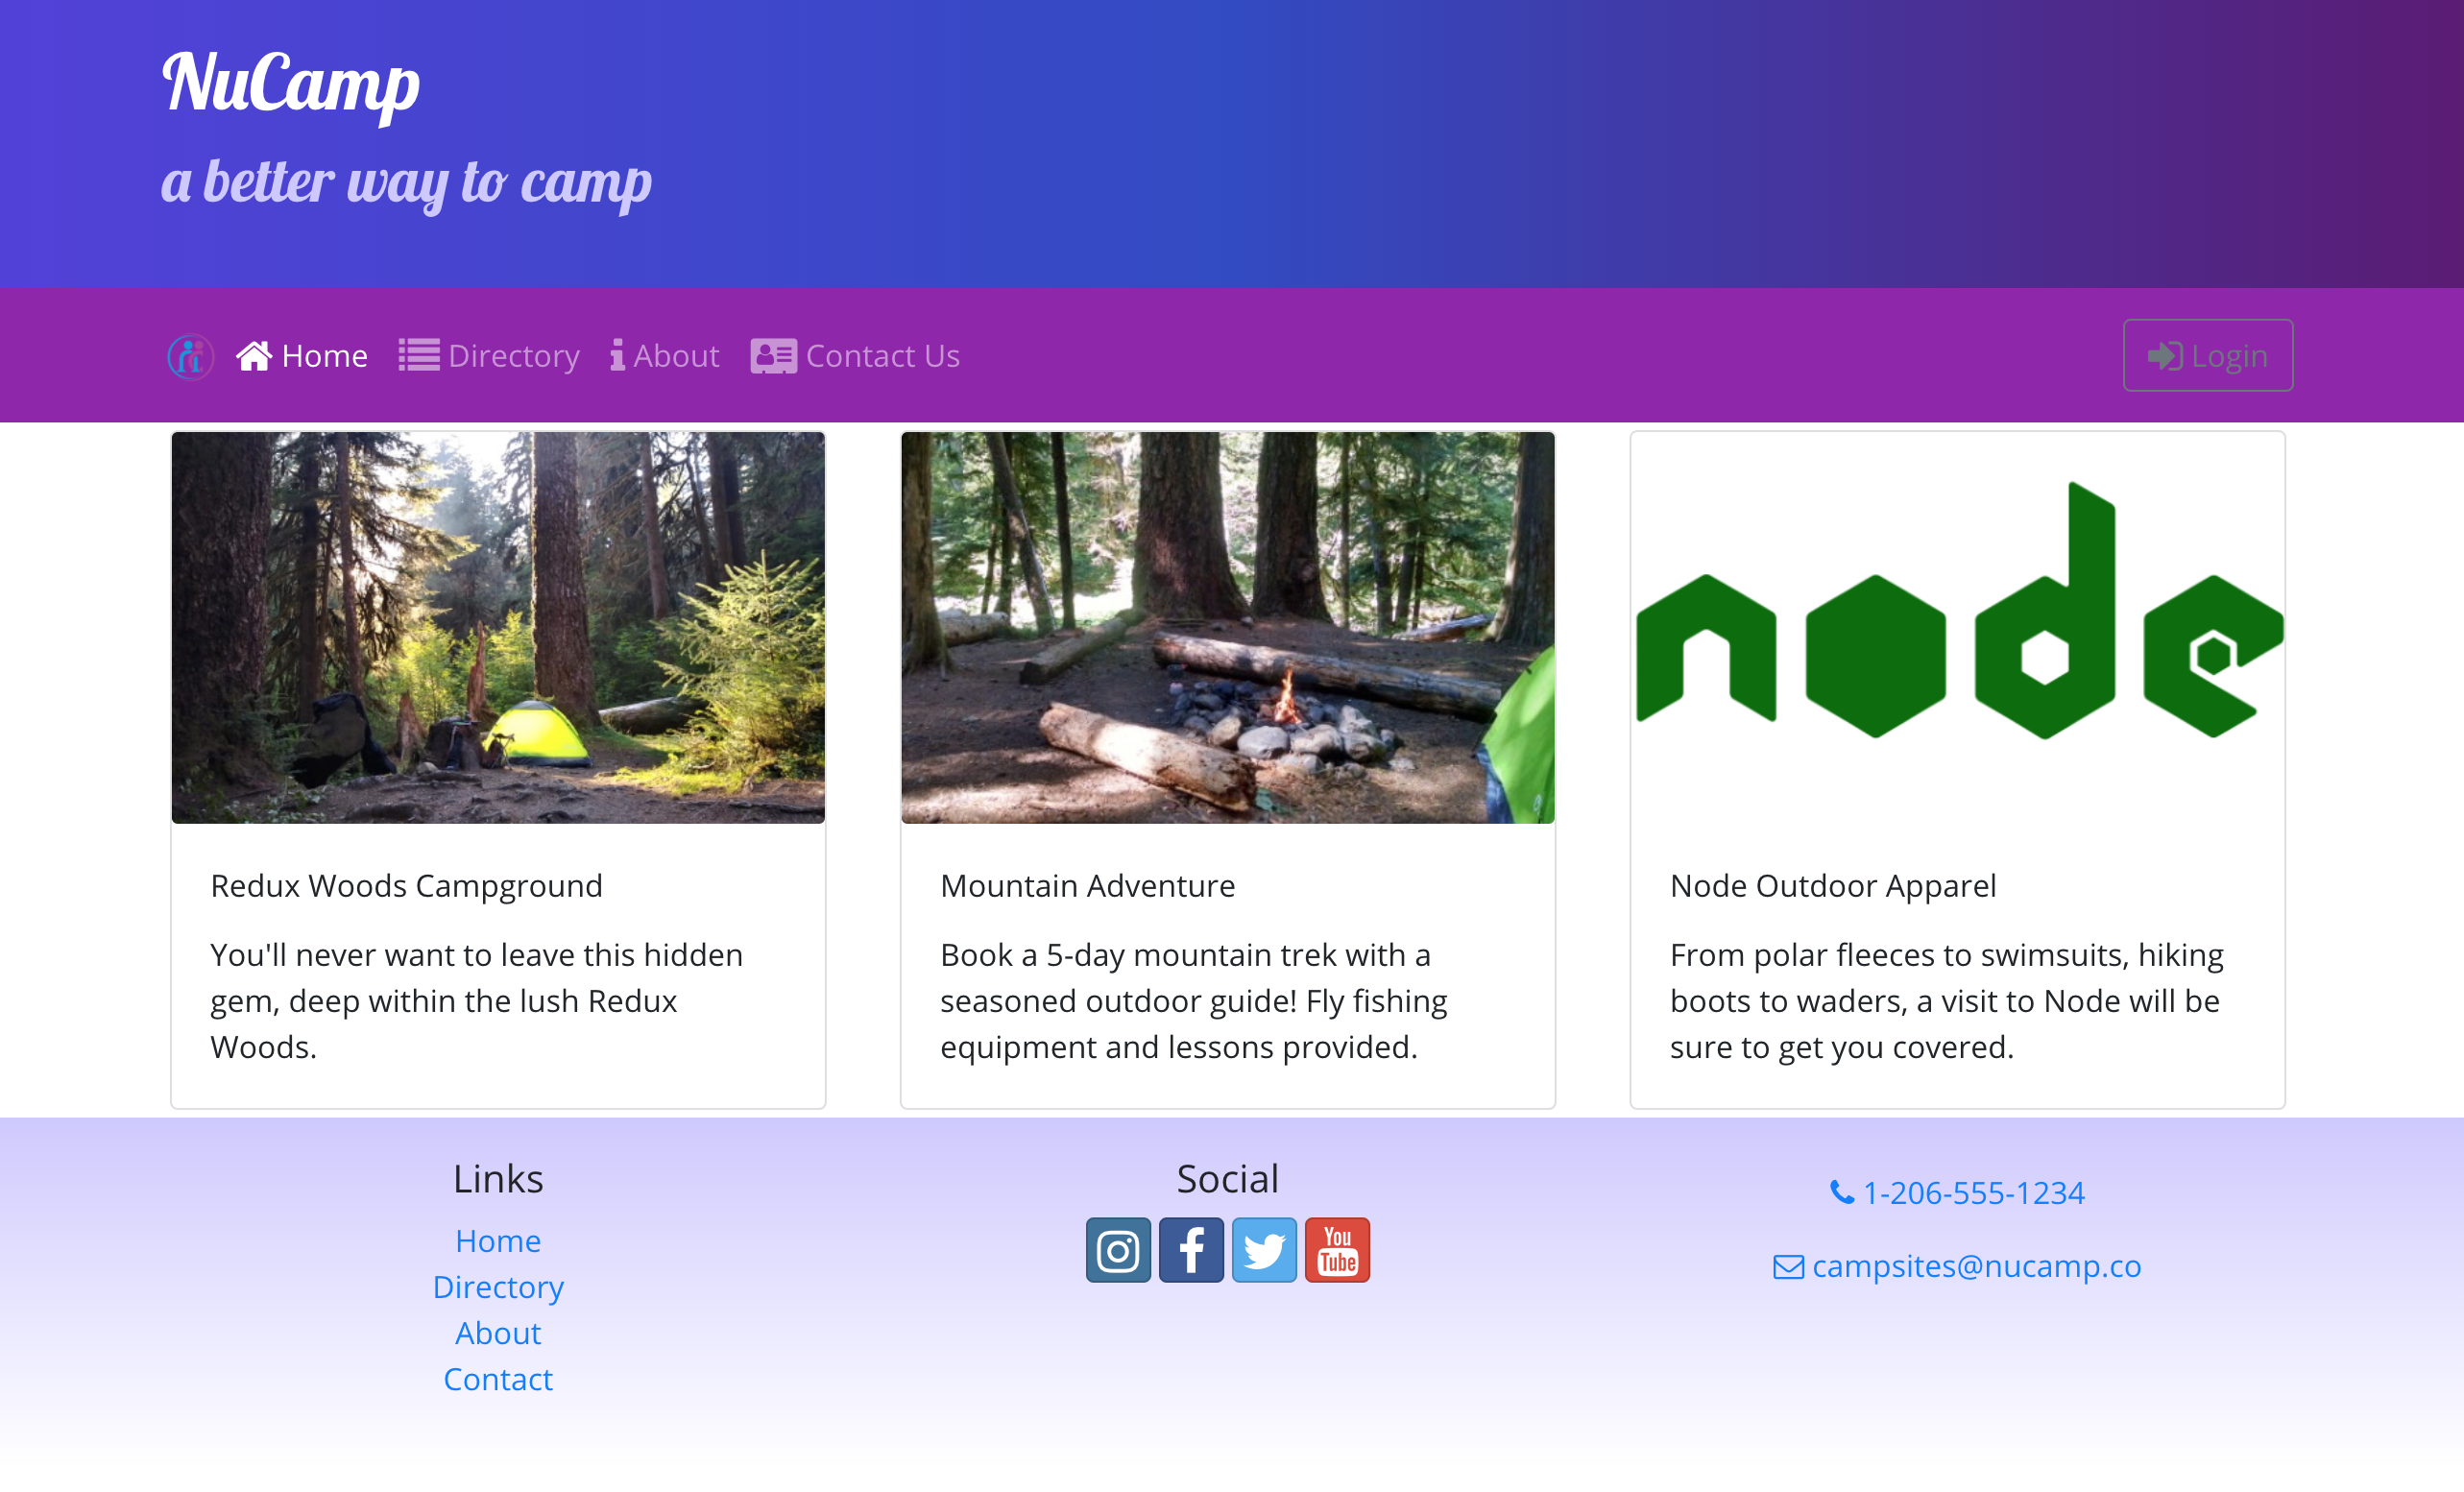 NuCamp
a better way to camp
Home Directory About Contact Us Login
node
Redux Woods Campground
You'll never want to leave this hidden
gem, deep within the lush Redux
Woods.
Mountain Adventure
Book a 5-day mountain trek with a
seasoned outdoor guide! Fly fishing
equipment and lessons provided.
Node Outdoor Apparel
From polar fleeces to swimsuits, hiking
boots to waders, a visit to Node will be
sure to get you covered.
Links
Home
Directory
About
Contact
Social
You
Tube
1-206-555-1234
campsites@nucamp.co